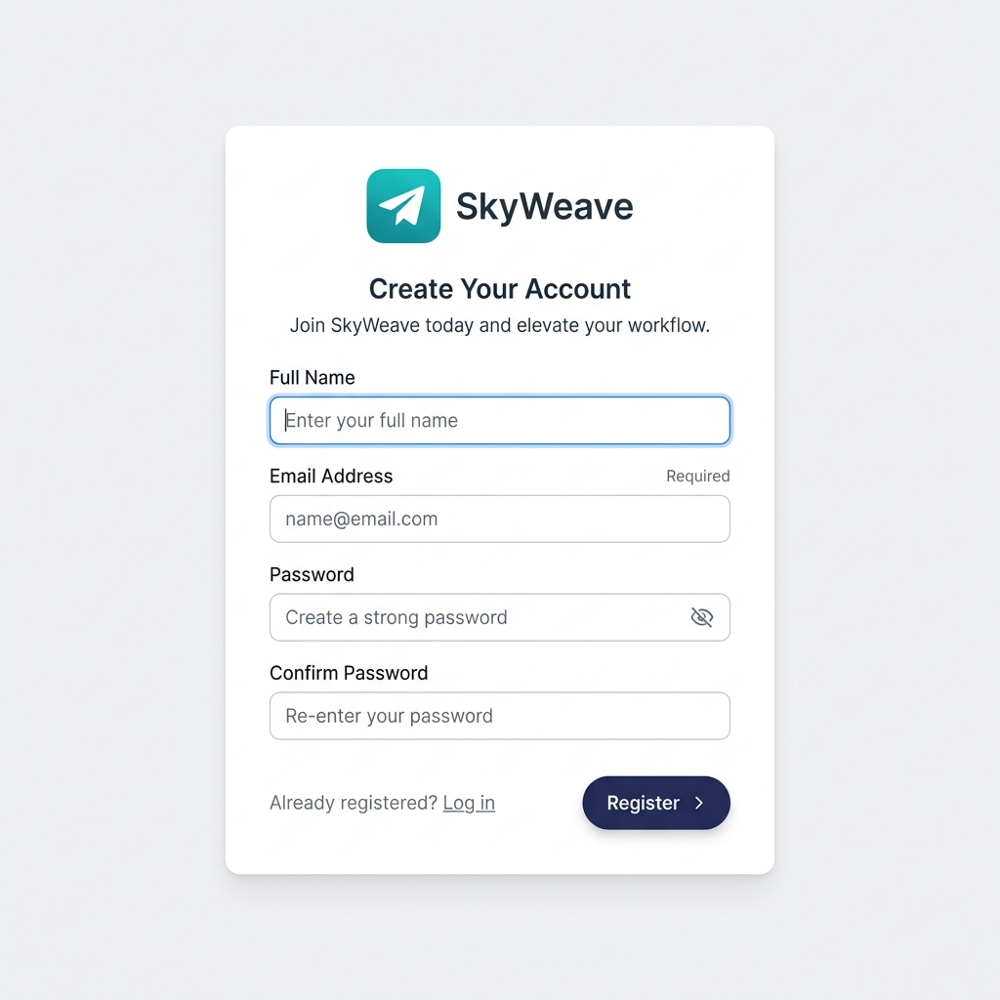 SkyWeave
Create Your Account
Join SkyWeave today and elevate your workflow.
Full Name
Enter your full name
Email Address Required
name@email.com
Password
Create a strong password
Confirm Password
Re-enter your password
Already registered? Log in Register